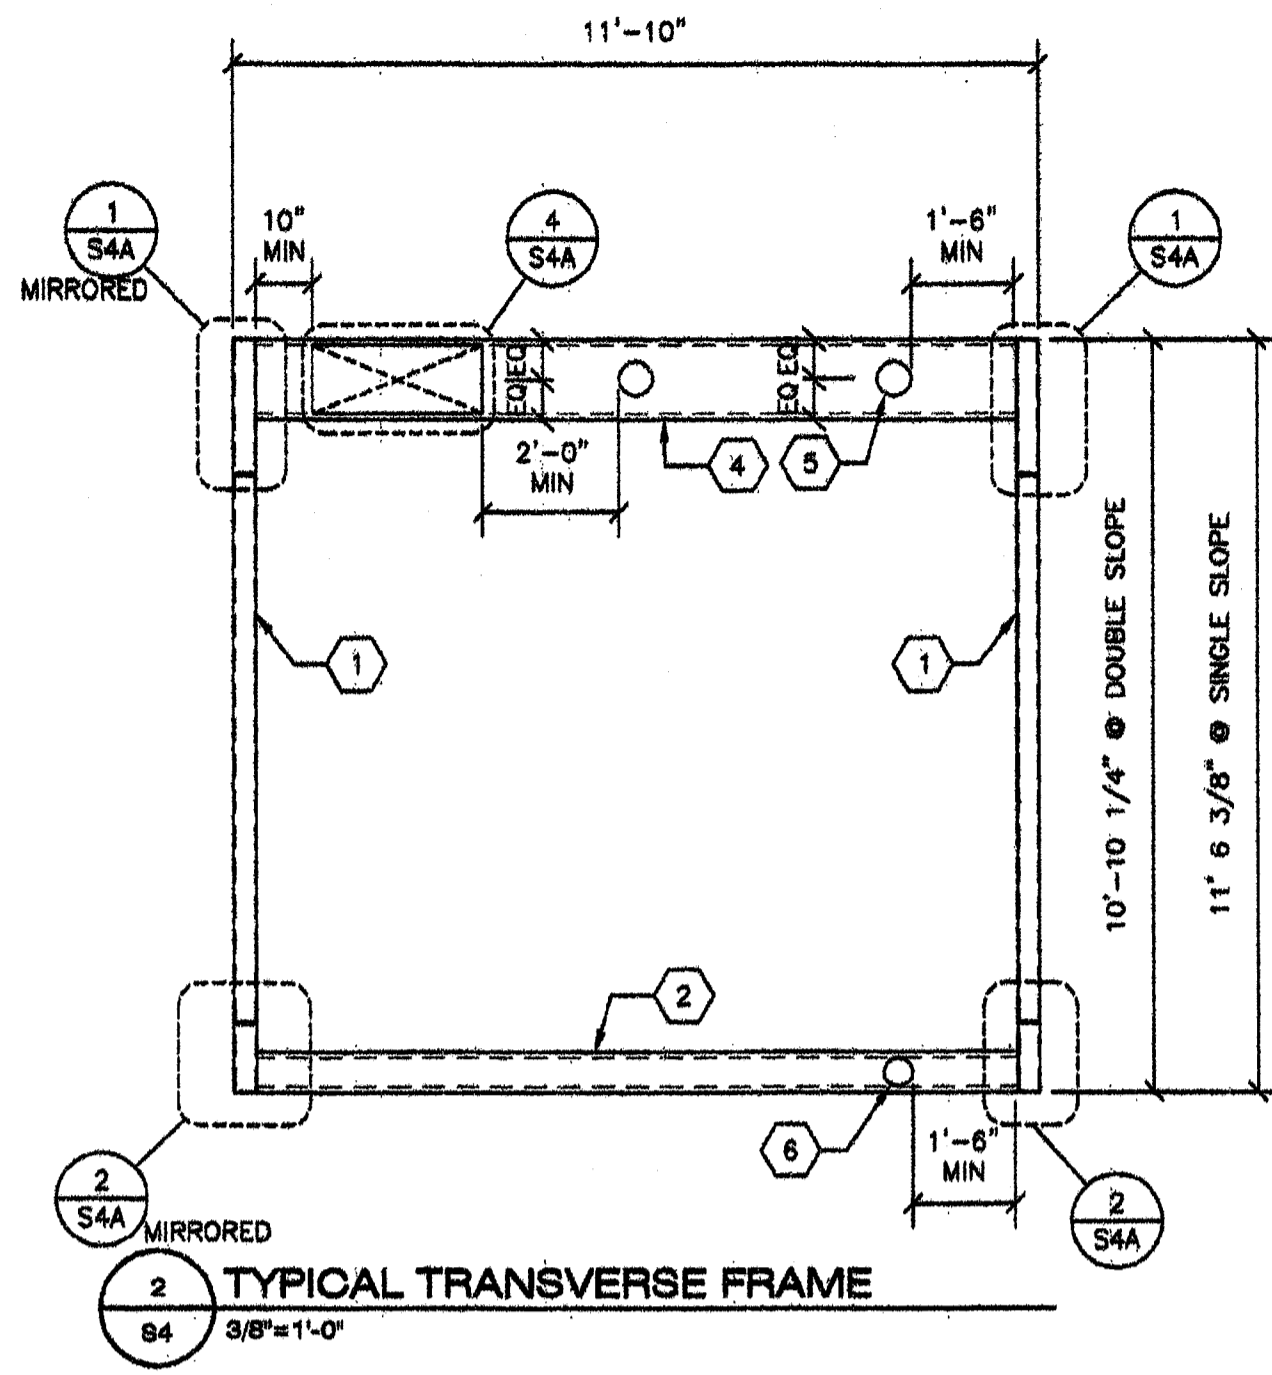 11'-10"
1
S4A
MIRRORED
10"
MIN
4
S4A
1'-6"
MIN
1
S4A
EQ EQ
EQ EQ
2'-0"
MIN
4
5
1
1
10'-10 1/4" @ DOUBLE SLOPE
11' 6 3/8" @ SINGLE SLOPE
2
6
1'-6"
MIN
2
S4A
MIRRORED
2
S4A
2
S4
TYPICAL TRANSVERSE FRAME
3/8"=1'-0"